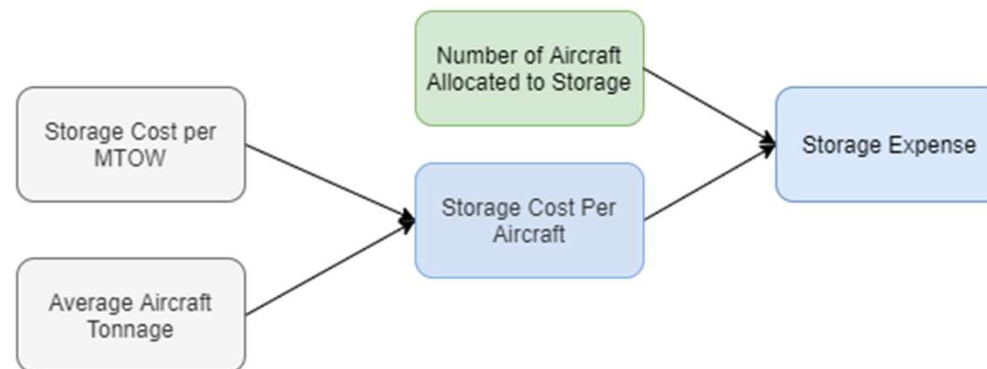 Number of Aircraft
Allocated to Storage
Storage Cost per
MTOW
Storage Expense
Storage Cost Per
Aircraft
Average Aircraft
Tonnage